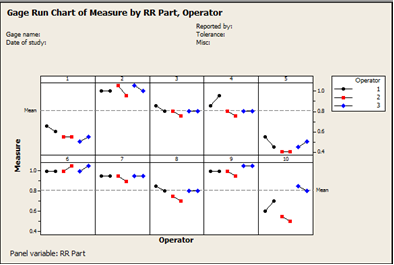 Gage Run Chart of Measure by RR Part, Operator
Reported by:
Gage name: Tolerance:
Date of study: Misc:
1 2 3 4 5
Operator
1
2
3
1.0
Mean
0.8
0.6
0.4
Measure
6 7 8 9 10
1.0
0.8 Mean
0.6
0.4
Operator
Panel variable: RR Part